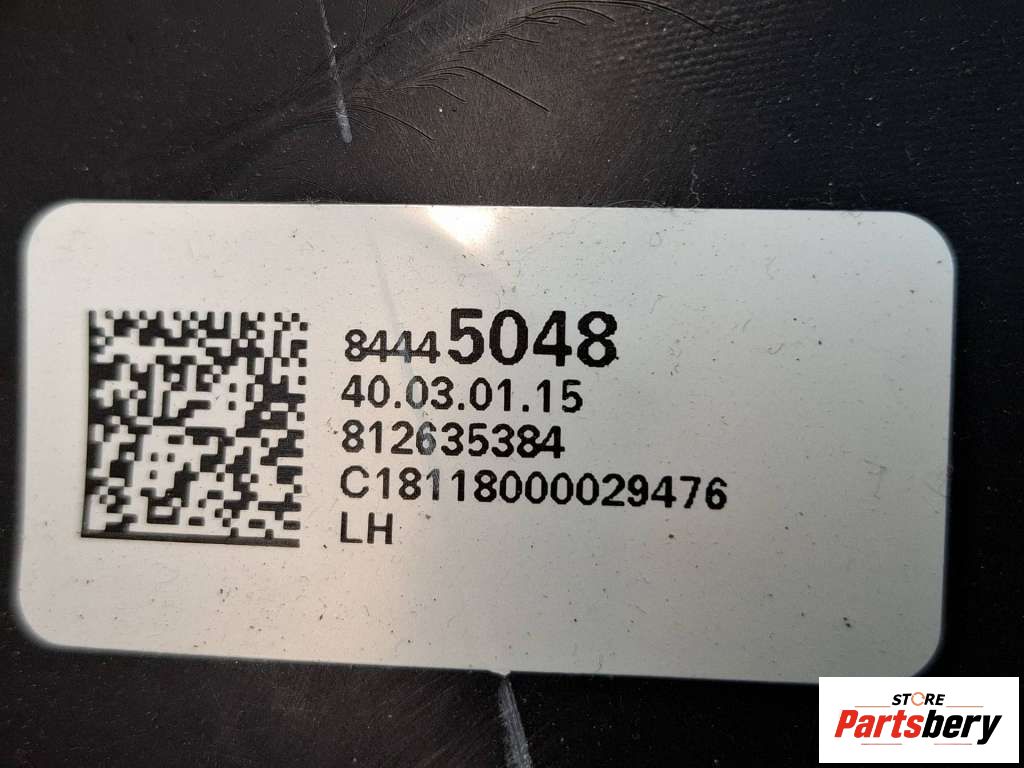 84445048
40.03.01.15
812635384
C18118000029476
LH
STORE
Partsbery